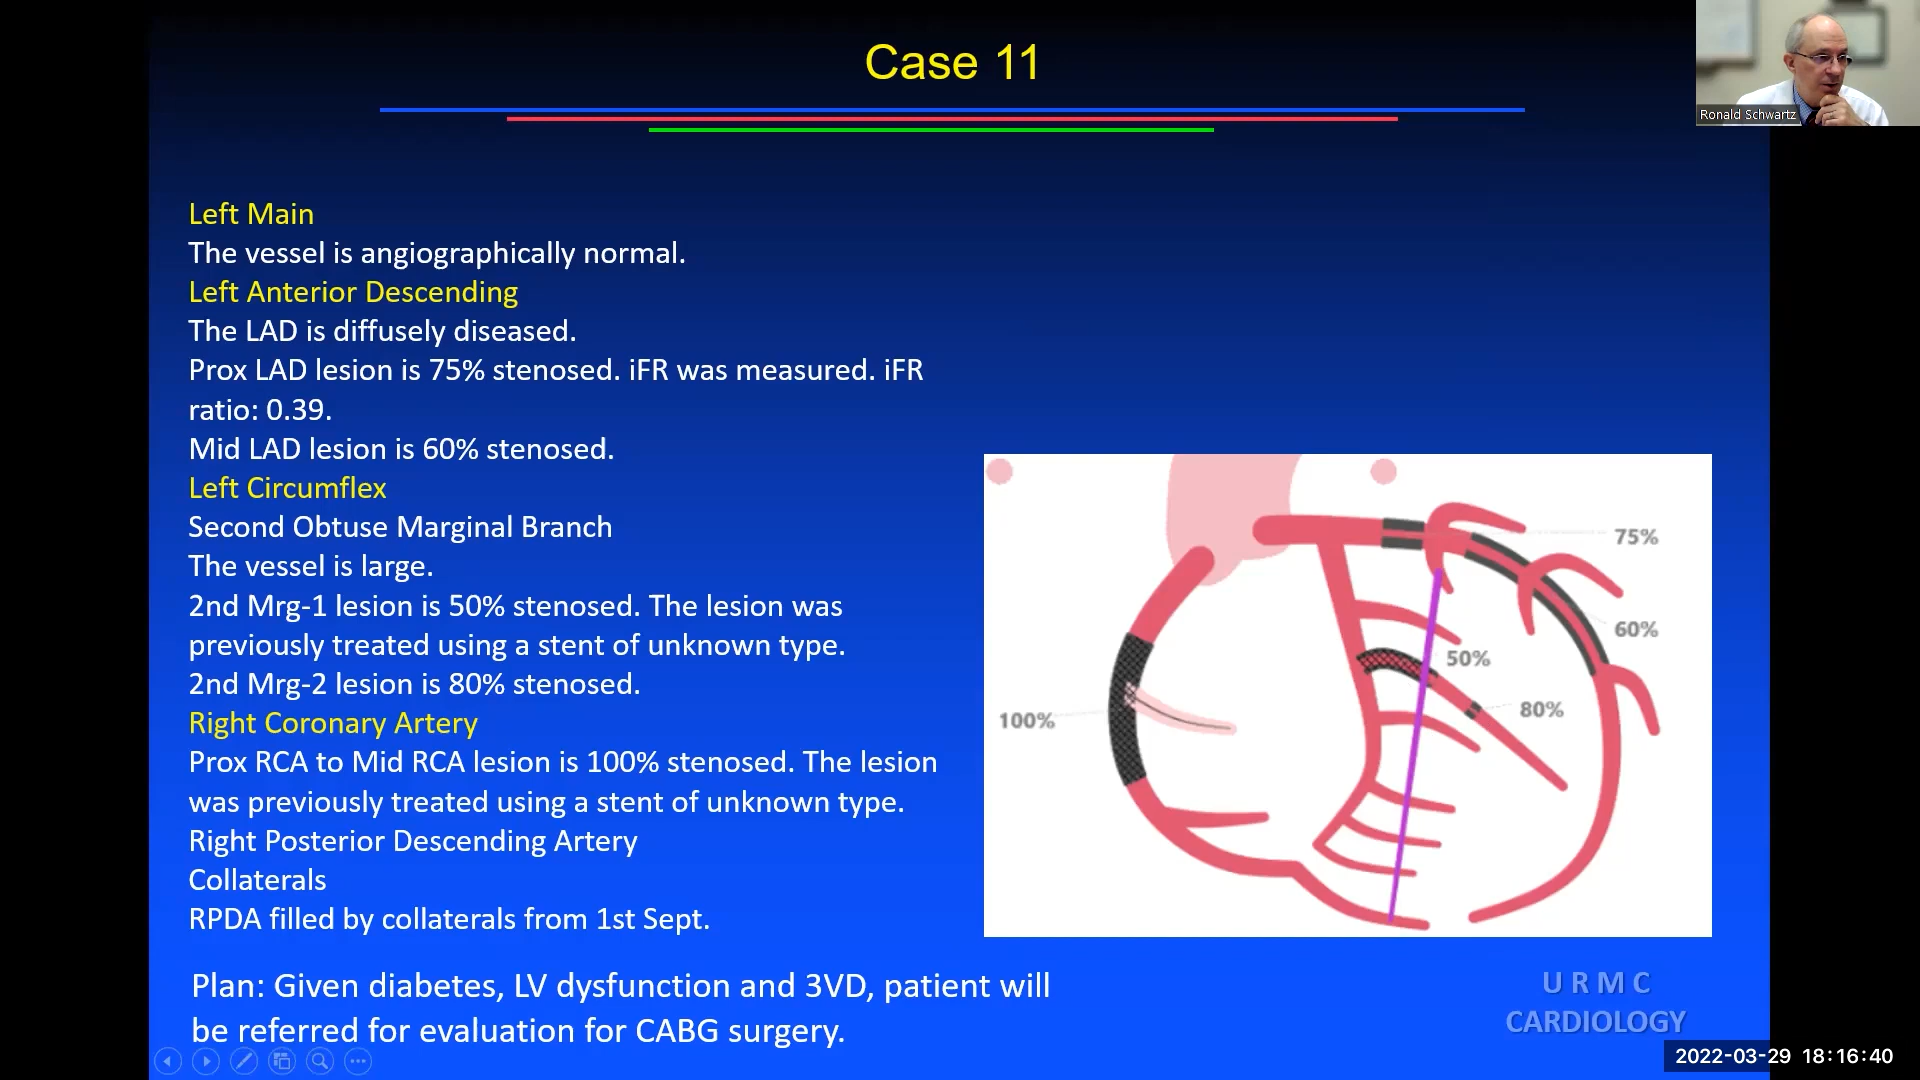 Case 11
Ronald Schwartz
Left Main
The vessel is angiographically normal.
Left Anterior Descending
The LAD is diffusely diseased.
Prox LAD lesion is 75% stenosed. iFR was measured. iFR
ratio: 0.39.
Mid LAD lesion is 60% stenosed.
Left Circumflex
Second Obtuse Marginal Branch
The vessel is large.
2nd Mrg-1 lesion is 50% stenosed. The lesion was
previously treated using a stent of unknown type.
2nd Mrg-2 lesion is 80% stenosed.
Right Coronary Artery
Prox RCA to Mid RCA lesion is 100% stenosed. The lesion
was previously treated using a stent of unknown type.
Right Posterior Descending Artery
Collaterals
RPDA filled by collaterals from 1st Sept.
75%
60%
50%
80%
100%
Plan: Given diabetes, LV dysfunction and 3VD, patient will
be referred for evaluation for CABG surgery.
U R M C
CARDIOLOGY
2022-03-29 18:16:40